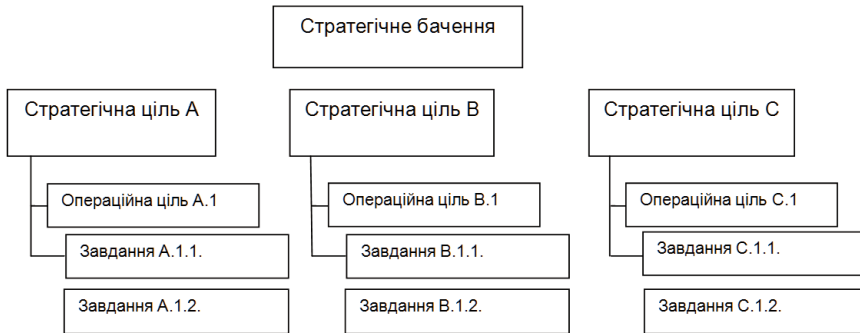 Стратегічне бачення
Стратегічна ціль А
Стратегічна ціль В
Стратегічна ціль С
Операційна ціль А.1
Операційна ціль В.1
Операційна ціль С.1
Завдання А.1.1.
Завдання В.1.1.
Завдання С.1.1.
Завдання А.1.2.
Завдання В.1.2.
Завдання С.1.2.